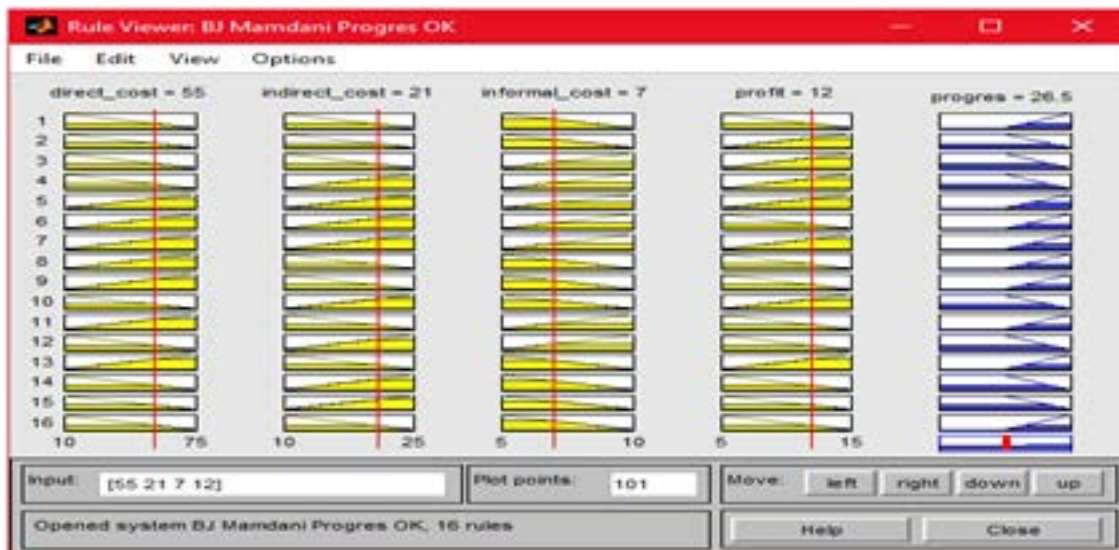 Rule Viewer: BJ Mamdani Progres OK
File Edit View Options
direct_cost = 55 indirect_cost = 21 informal_cost = 7 profit = 12 progres = 26.5
1
2
3
4
5
6
7
8
9
10
11
12
13
14
15
16
10 75 10 25 5 10 5 15
Input: [55 21 7 12] Plot points: 101 Move: left right down up
Opened system BJ Mamdani Progres OK, 16 rules Help Close